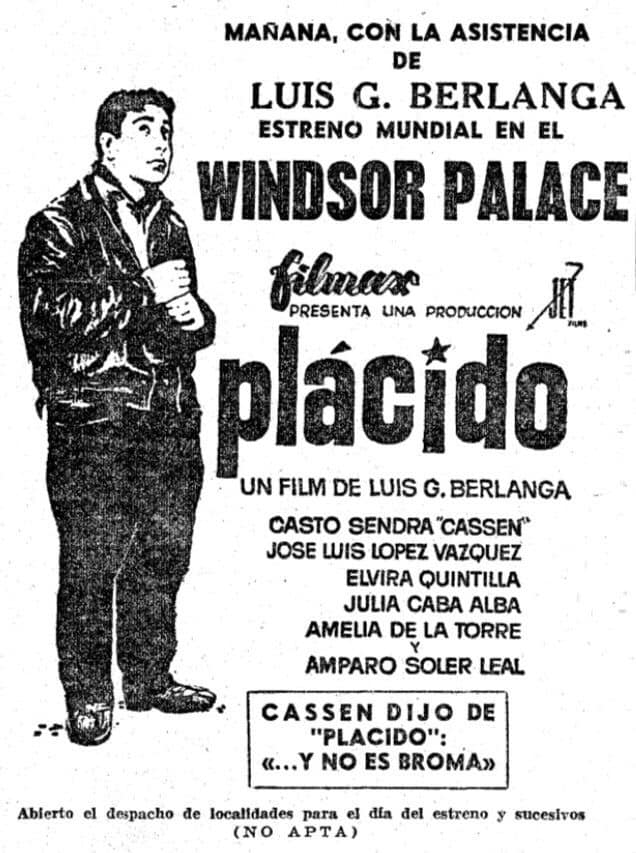 MAÑANA, CON LA ASISTENCIA
DE
LUIS G. BERLANGA
ESTRENO MUNDIAL EN EL
WINDSOR PALACE
filmax
PRESENTA UNA PRODUCCION
JET
FILMS
plácido
UN FILM DE LUIS G. BERLANGA
CASTO SENDRA "CASSEN"
JOSE LUIS LOPEZ VAZQUEZ
ELVIRA QUINTILLA
JULIA CABA ALBA
AMELIA DE LA TORRE
Y
AMPARO SOLER LEAL
CASSEN DIJO DE
"PLACIDO":
«...Y NO ES BROMA»
Abierto el despacho de localidades para el día del estreno y sucesivos
(NO APTA)